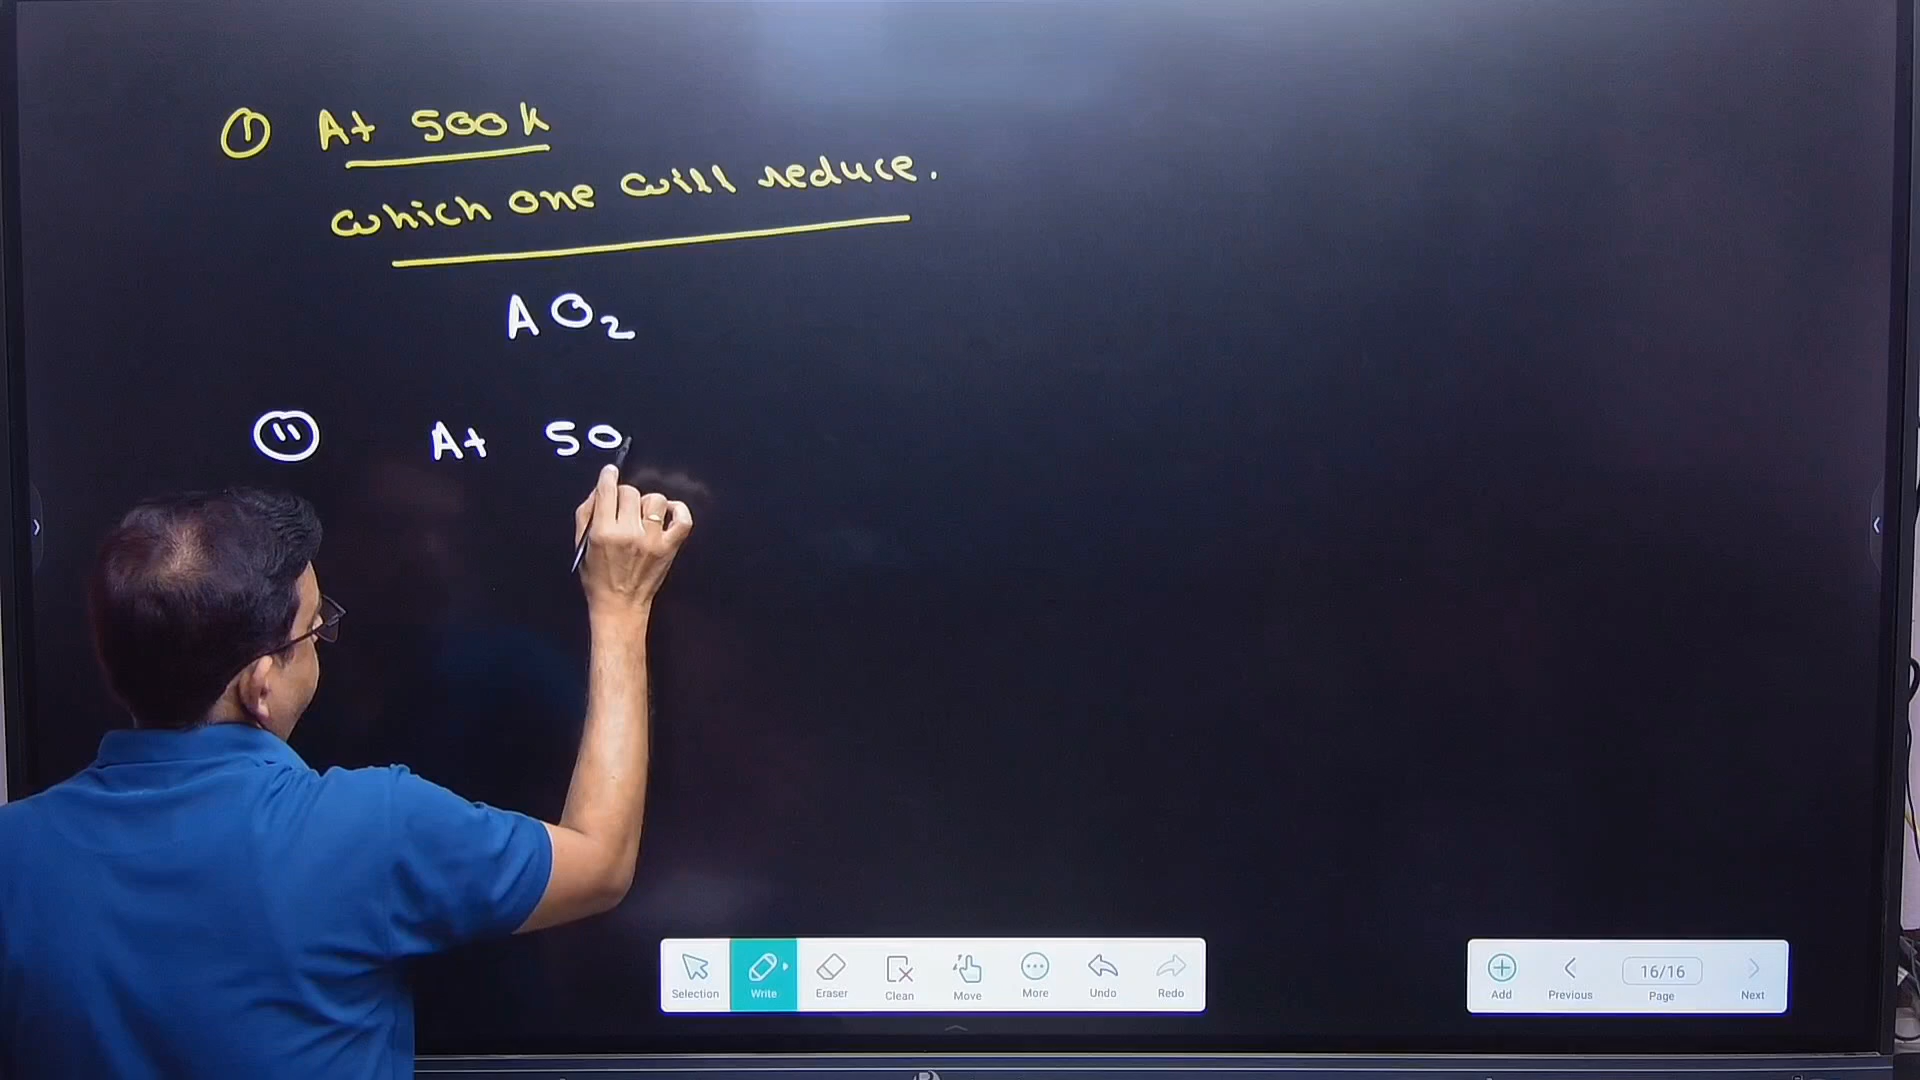 ① At 500k
which one will reduce.
AO₂
⑪ At 50
Selection Write Eraser Clean Move More Undo Redo
Add Previous 16/16 Page Next